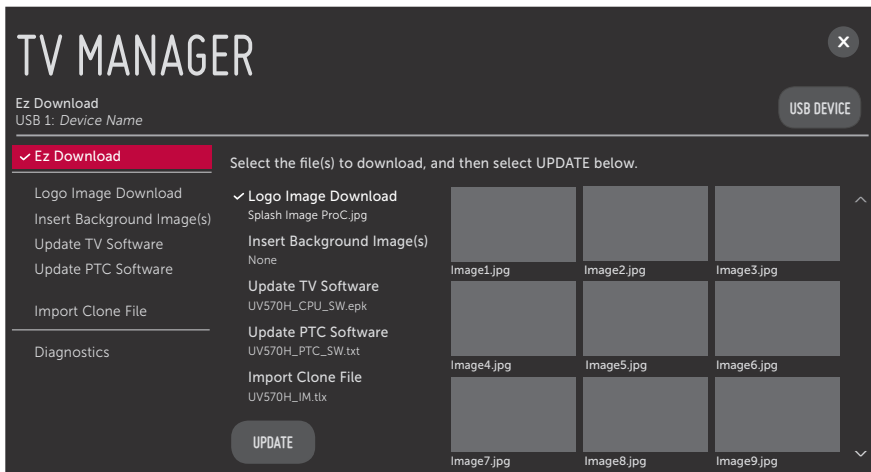 TV MANAGER
X
Ez Download
USB 1: Device Name
USB DEVICE
Ez Download
Logo Image Download
Insert Background Image(s)
Update TV Software
Update PTC Software
Import Clone File
Diagnostics
Select the file(s) to download, and then select UPDATE below.
Logo Image Download
Splash Image ProC.jpg
Insert Background Image(s)
None
Update TV Software
UV570H_CPU_SW.epk
Update PTC Software
UV570H_PTC_SW.txt
Import Clone File
UV570H_IM.tlx
UPDATE
Image1.jpg
Image2.jpg
Image3.jpg
Image4.jpg
Image5.jpg
Image6.jpg
Image7.jpg
Image8.jpg
Image9.jpg